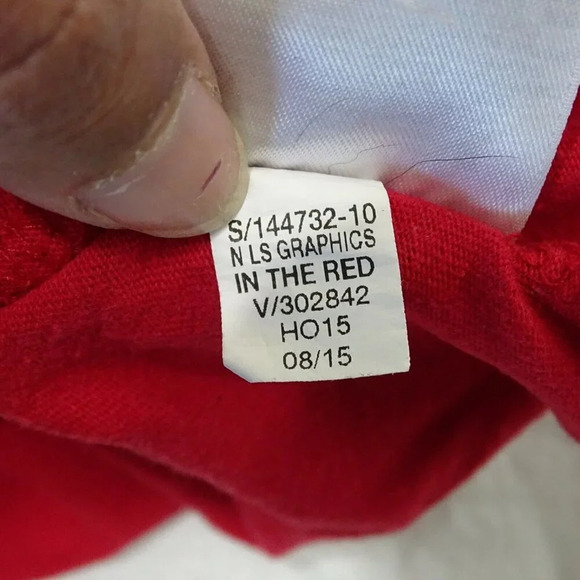 S/144732-10
N LS GRAPHICS
IN THE RED
V/302842
HO15
08/15